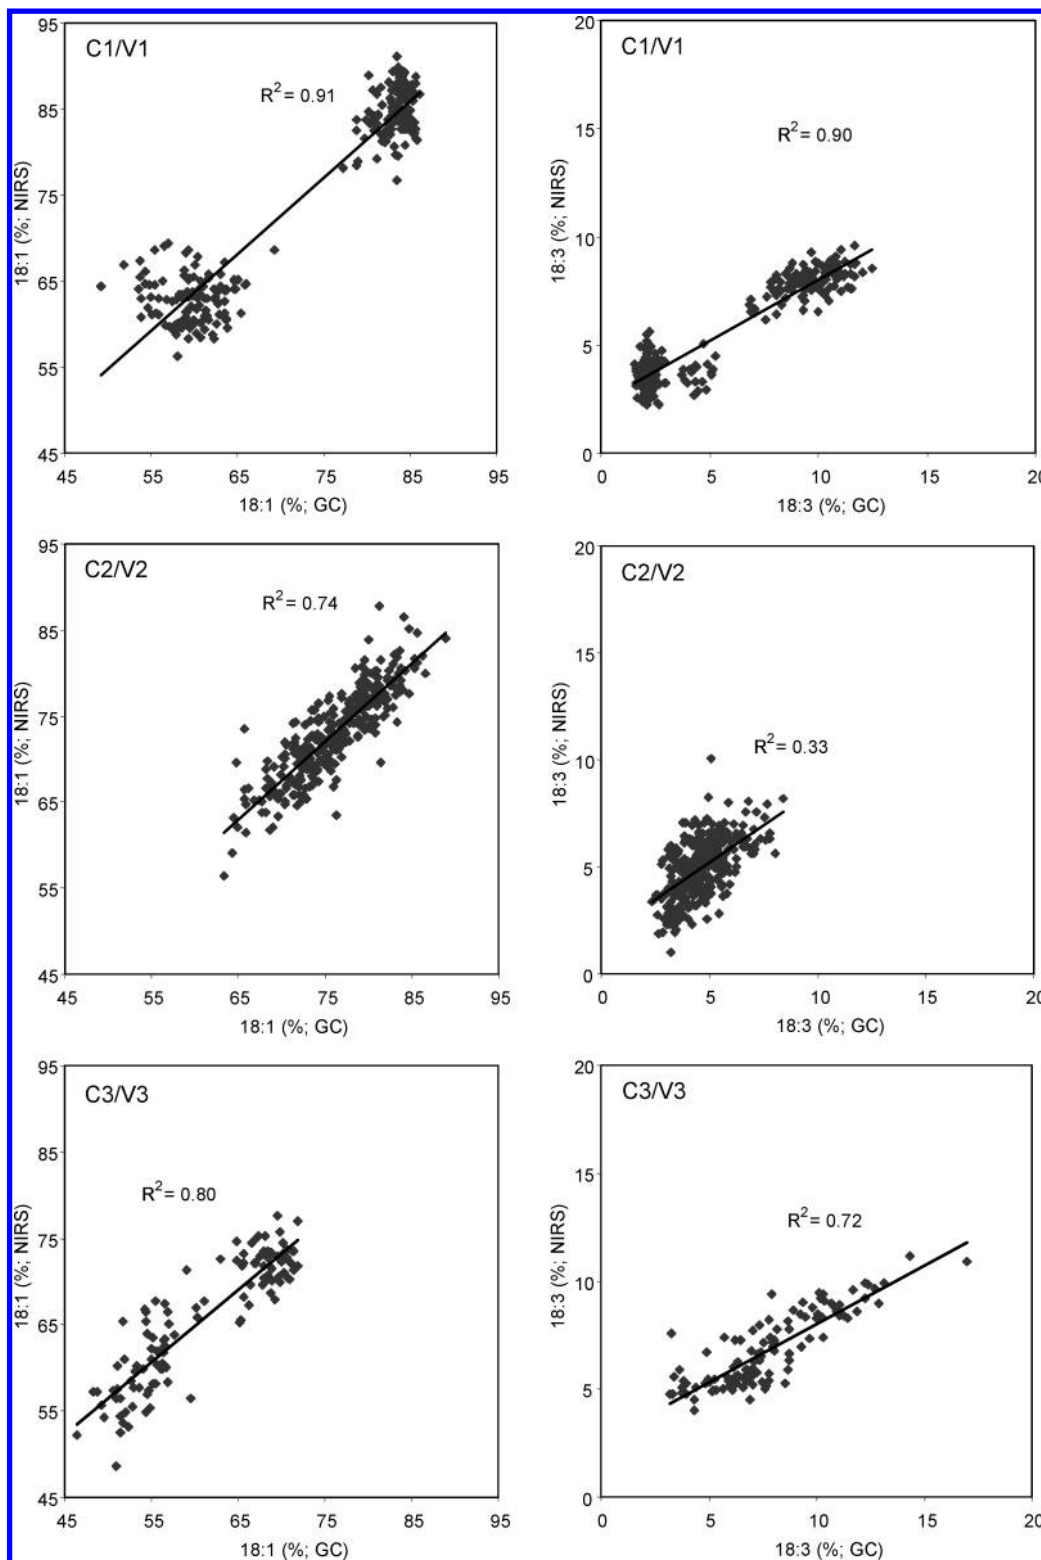 C1/V1
R2 = 0.91
95
85
75
65
55
45
45 55 65 75 85 95
18:1 (%; NIRS)
18:1 (%; GC)
C1/V1
R2 = 0.90
20
15
10
5
0
0 5 10 15 20
18:3 (%; NIRS)
18:3 (%; GC)
C2/V2
R2 = 0.74
95
85
75
65
55
45
45 55 65 75 85 95
18:1 (%; NIRS)
18:1 (%; GC)
C2/V2
R2 = 0.33
20
15
10
5
0
0 5 10 15 20
18:3 (%; NIRS)
18:3 (%; GC)
C3/V3
R2 = 0.80
95
85
75
65
55
45
45 55 65 75 85 95
18:1 (%; NIRS)
18:1 (%; GC)
C3/V3
R2 = 0.72
20
15
10
5
0
0 5 10 15 20
18:3 (%; NIRS)
18:3 (%; GC)